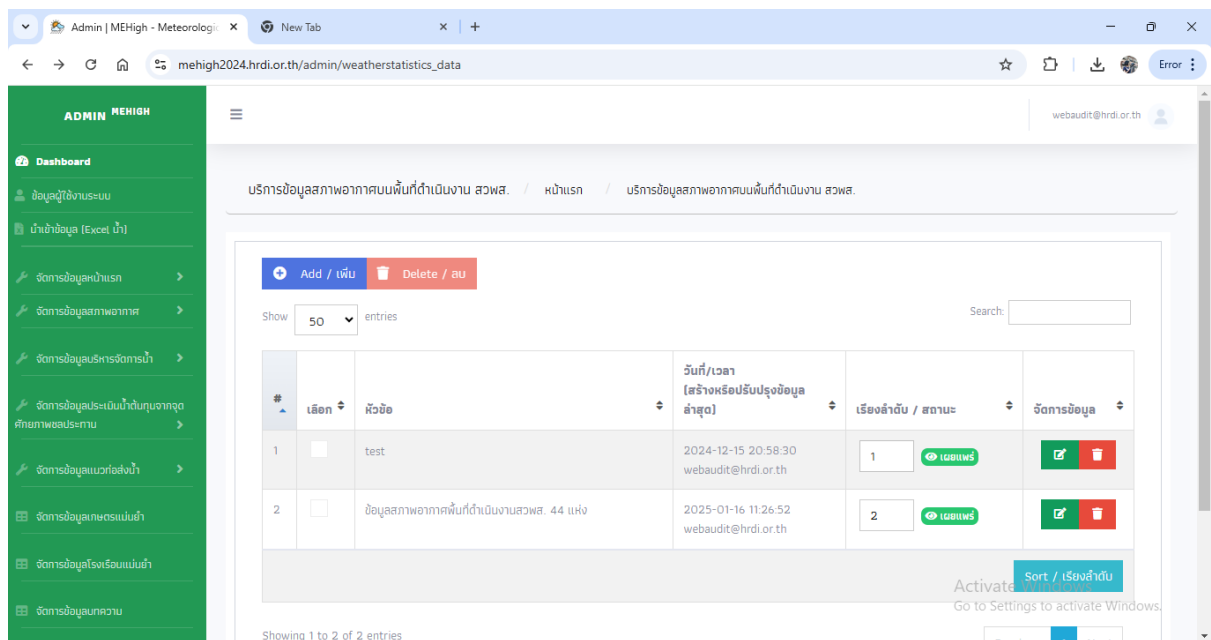 Admin | MEHigh - Meteorologic
New Tab
mehigh2024.hrdi.or.th/admin/weatherstatistics_data
Error
ADMIN MEHIGH
webaudit@hrdi.or.th
Dashboard
ข้อมูลผู้ใช้งานระบบ
นำเข้าข้อมูล (Excel น้ำ)
จัดการข้อมูลหน้าแรก
จัดการข้อมูลสภาพอากาศ
จัดการข้อมูลบริหารจัดการน้ำ
จัดการข้อมูลประเมินน้ำต้นทุนจากจุด
ศักยภาพชลประทาน
จัดการข้อมูลแนวท่อส่งน้ำ
จัดการข้อมูลเกษตรแม่นยำ
จัดการข้อมูลโรงเรือนแม่นยำ
จัดการข้อมูลบทความ
บริการข้อมูลสภาพอากาศบนพื้นที่ดำเนินงาน สวพส. / หน้าแรก / บริการข้อมูลสภาพอากาศบนพื้นที่ดำเนินงาน สวพส.
Add / เพิ่ม Delete / ลบ
Show 50 entries Search:
# เลือก หัวข้อ วันที่/เวลา (สร้างหรือปรับปรุงข้อมูล ล่าสุด) เรียงลำดับ / สถานะ จัดการข้อมูล
1 test 2024-12-15 20:58:30 1 เผยแพร่
webaudit@hrdi.or.th
2 ข้อมูลสภาพอากาศพื้นที่ดำเนินงานสวพส. 44 แห่ง 2025-01-16 11:26:52 2 เผยแพร่
webaudit@hrdi.or.th
Sort / เรียงลำดับ
Activate Windows
Go to Settings to activate Windows.
Showing 1 to 2 of 2 entries